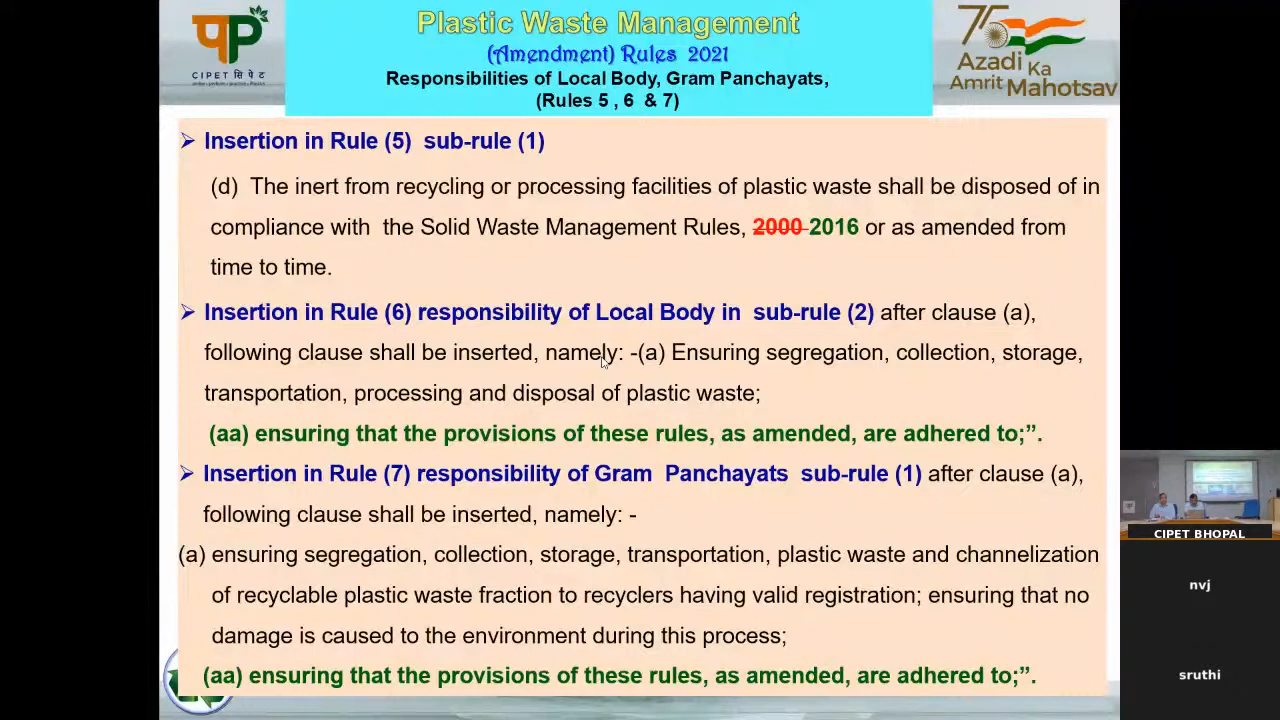 Plastic Waste Management
(Amendment) Rules 2021
Responsibilities of Local Body, Gram Panchayats,
(Rules 5 , 6 & 7)
CIPET सिपेट
75
Azadi Ka
Amrit Mahotsav
➢ Insertion in Rule (5) sub-rule (1)
(d) The inert from recycling or processing facilities of plastic waste shall be disposed of in
compliance with the Solid Waste Management Rules, 2000 2016 or as amended from
time to time.
➢ Insertion in Rule (6) responsibility of Local Body in sub-rule (2) after clause (a),
following clause shall be inserted, namely: -(a) Ensuring segregation, collection, storage,
transportation, processing and disposal of plastic waste;
(aa) ensuring that the provisions of these rules, as amended, are adhered to;”.
➢ Insertion in Rule (7) responsibility of Gram Panchayats sub-rule (1) after clause (a),
following clause shall be inserted, namely: -
(a) ensuring segregation, collection, storage, transportation, plastic waste and channelization
of recyclable plastic waste fraction to recyclers having valid registration; ensuring that no
damage is caused to the environment during this process;
(aa) ensuring that the provisions of these rules, as amended, are adhered to;”.
CIPET BHOPAL
nvj
sruthi